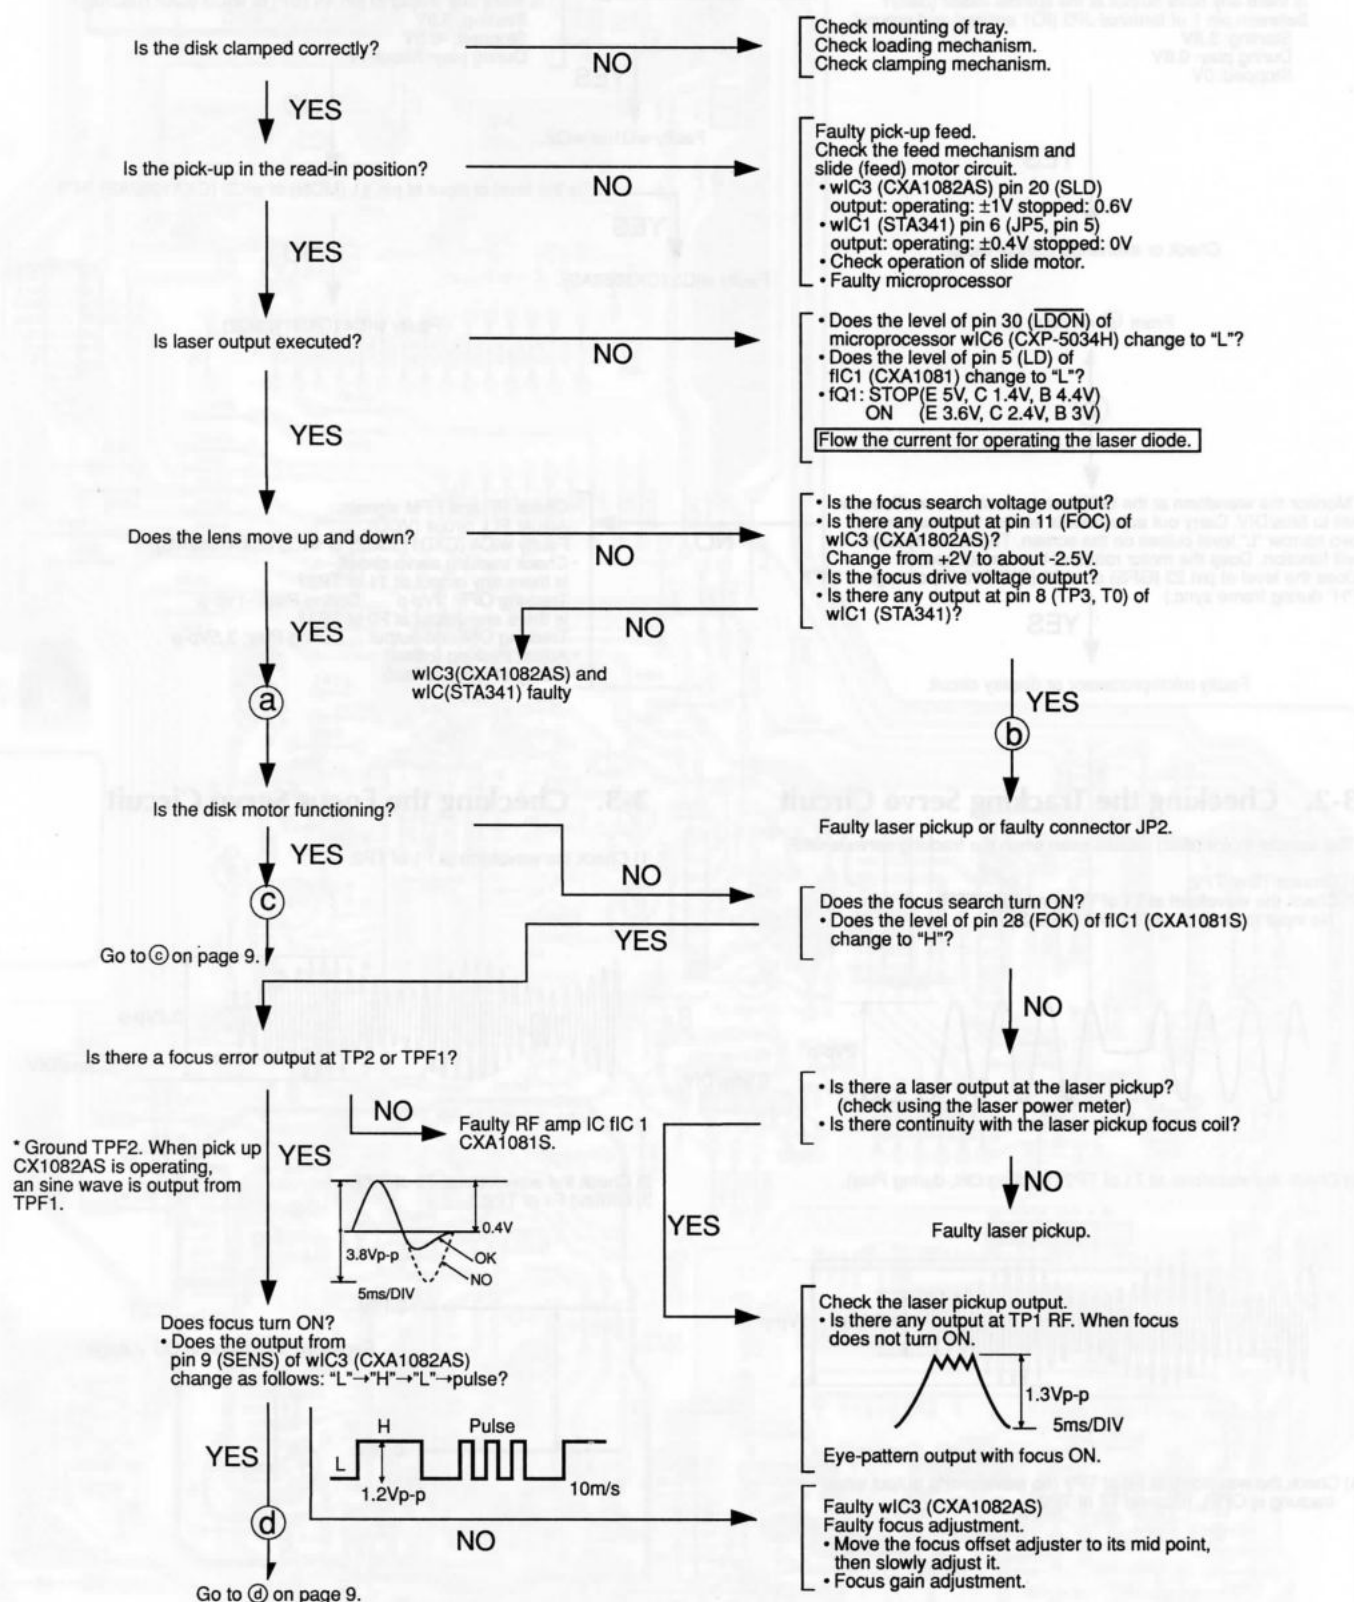 Is the disk clamped correctly?
NO
Check mounting of tray.
Check loading mechanism.
Check clamping mechanism.
YES
Is the pick-up in the read-in position?
NO
Faulty pick-up feed.
Check the feed mechanism and
slide (feed) motor circuit.
• wIC3 (CXA1082AS) pin 20 (SLD)
output: operating: ±1V stopped: 0.6V
• wIC1 (STA341) pin 6 (JP5, pin 5)
output: operating: ±0.4V stopped: 0V
• Check operation of slide motor.
• Faulty microprocessor
YES
Is laser output executed?
NO
• Does the level of pin 30 (LDON) of
microprocessor wIC6 (CXP-5034H) change to “L”?
• Does the level of pin 5 (LD) of
fIC1 (CXA1081) change to “L”?
• fQ1: STOP(E 5V, C 1.4V, B 4.4V)
ON (E 3.6V, C 2.4V, B 3V)
Flow the current for operating the laser diode.
YES
Does the lens move up and down?
NO
• Is the focus search voltage output?
• Is there any output at pin 11 (FOC) of
wIC3 (CXA1802AS)?
Change from +2V to about -2.5V.
• Is the focus drive voltage output?
• Is there any output at pin 8 (TP3, T0) of
wIC1 (STA341)?
YES
NO
wIC3(CXA1082AS) and
wIC(STA341) faulty
a
YES
b
Is the disk motor functioning?
Faulty laser pickup or faulty connector JP2.
YES
NO
c
Does the focus search turn ON?
• Does the level of pin 28 (FOK) of fIC1 (CXA1081S)
change to “H”?
YES
Go to c on page 9.
NO
Is there a focus error output at TP2 or TPF1?
• Is there a laser output at the laser pickup?
(check using the laser power meter)
• Is there continuity with the laser pickup focus coil?
NO
Faulty RF amp IC fIC 1
CXA1081S.
* Ground TPF2. When pick up
CX1082AS is operating,
an sine wave is output from
TPF1.
YES
NO
YES
Faulty laser pickup.
0.4V
3.8Vp-p
OK
NO
5ms/DIV
Check the laser pickup output.
• Is there any output at TP1 RF. When focus
does not turn ON.
1.3Vp-p
5ms/DIV
Eye-pattern output with focus ON.
Does focus turn ON?
• Does the output from
pin 9 (SENS) of wIC3 (CXA1082AS)
change as follows: “L”→”H”→”L”→pulse?
YES
H
Pulse
L
1.2Vp-p
10m/s
d
NO
Faulty wIC3 (CXA1082AS)
Faulty focus adjustment.
• Move the focus offset adjuster to its mid point,
then slowly adjust it.
• Focus gain adjustment.
Go to d on page 9.